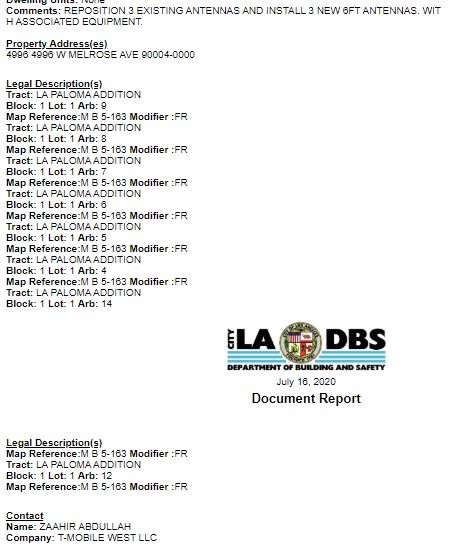 Dwelling Units: None
Comments: REPOSITION 3 EXISTING ANTENNAS AND INSTALL 3 NEW 6FT ANTENNAS. WIT
H ASSOCIATED EQUIPMENT.
Property Address(es)
4996 4996 W MELROSE AVE 90004-0000
Legal Description(s)
Tract: LA PALOMA ADDITION
Block: 1 Lot: 1 Arb: 9
Map Reference:M B 5-163 Modifier :FR
Tract: LA PALOMA ADDITION
Block: 1 Lot: 1 Arb: 8
Map Reference:M B 5-163 Modifier :FR
Tract: LA PALOMA ADDITION
Block: 1 Lot: 1 Arb: 7
Map Reference:M B 5-163 Modifier :FR
Tract: LA PALOMA ADDITION
Block: 1 Lot: 1 Arb: 6
Map Reference:M B 5-163 Modifier :FR
Tract: LA PALOMA ADDITION
Block: 1 Lot: 1 Arb: 5
Map Reference:M B 5-163 Modifier :FR
Tract: LA PALOMA ADDITION
Block: 1 Lot: 1 Arb: 4
Map Reference:M B 5-163 Modifier :FR
Tract: LA PALOMA ADDITION
Block: 1 Lot: 1 Arb: 14
CITY LA DBS
DEPARTMENT OF BUILDING AND SAFETY
July 16, 2020
Document Report
Legal Description(s)
Map Reference:M B 5-163 Modifier :FR
Tract: LA PALOMA ADDITION
Block: 1 Lot: 1 Arb: 12
Map Reference:M B 5-163 Modifier :FR
Contact
Name: ZAAHIR ABDULLAH
Company: T-MOBILE WEST LLC